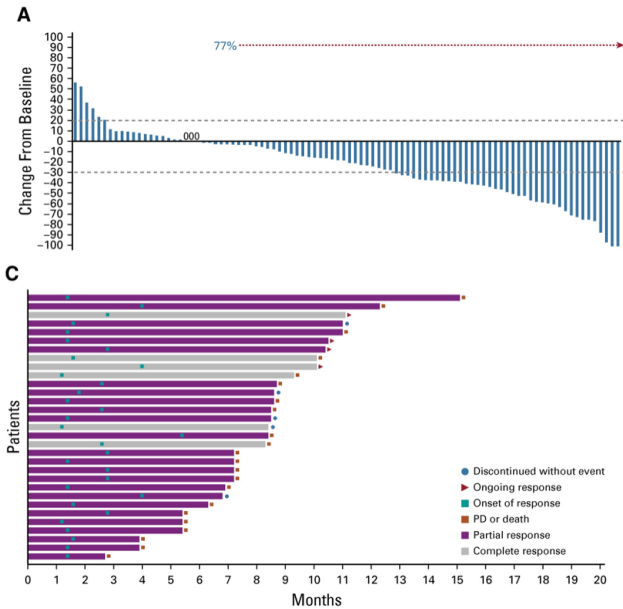 A
Change From Baseline
100
90
80
70
60
50
40
30
20
10
0
−10
−20
−30
−40
−50
−60
−70
−80
−90
−100
77%
000
C
Patients
Discontinued without event
Ongoing response
Onset of response
PD or death
Partial response
Complete response
0 1 2 3 4 5 6 7 8 9 10 11 12 13 14 15 16 17 18 19 20
Months